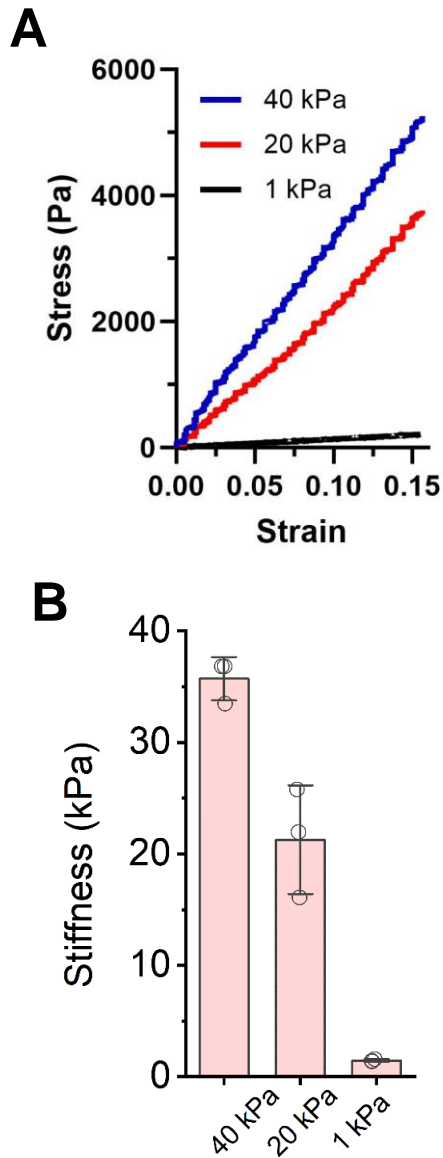 A
6000
4000
2000
0
Stress (Pa)
40 kPa
20 kPa
1 kPa
0.00 0.05 0.10 0.15
Strain
B
40
30
20
10
0
Stiffness (kPa)
40 kPa
20 kPa
1 kPa